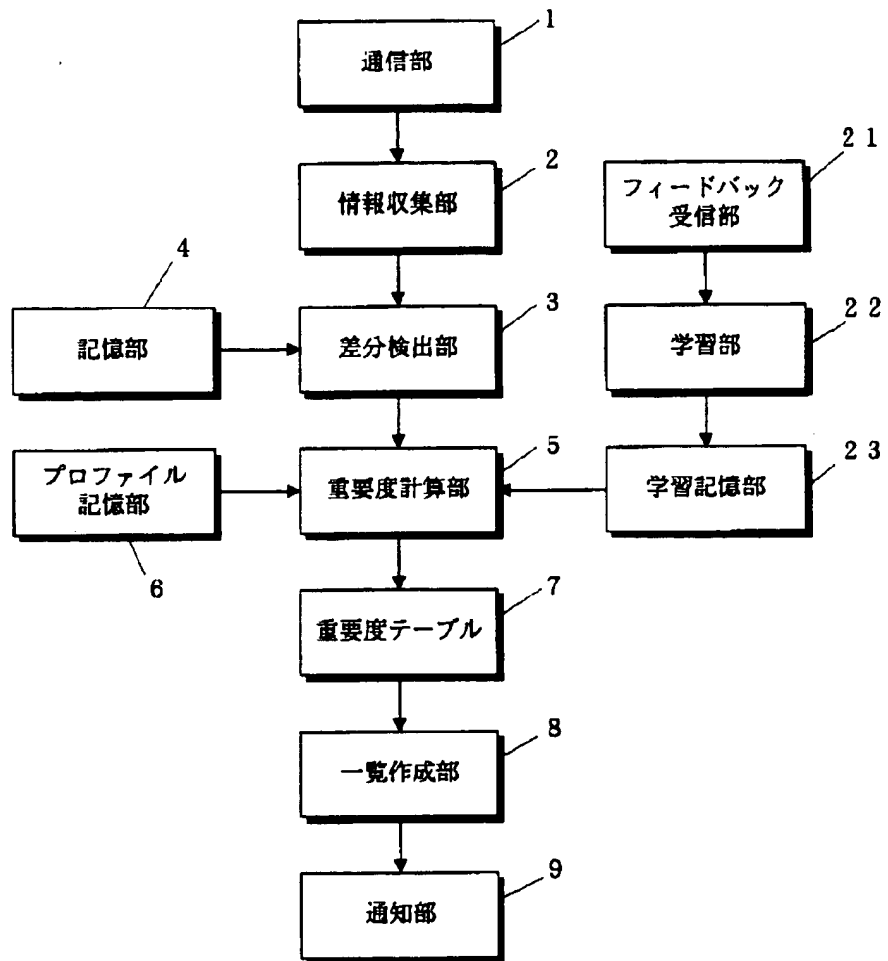 1
通信部
2
情報収集部
21
フィードバック
受信部
4
記憶部
3
差分検出部
22
学習部
プロファイル
記憶部
6
5
重要度計算部
23
学習記憶部
7
重要度テーブル
8
一覧作成部
9
通知部